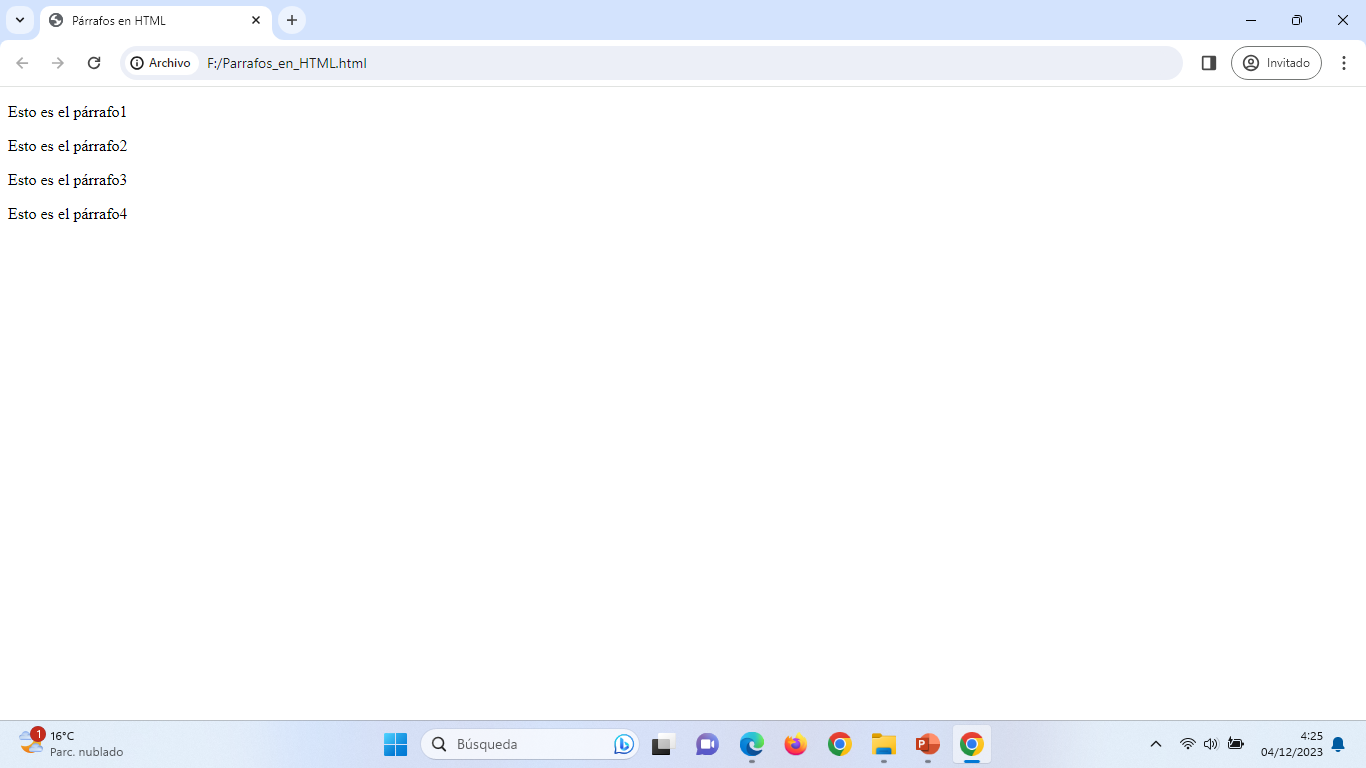 Párrafos en HTML
Archivo
F:/Parrafos_en_HTML.html
Invitado
Esto es el párrafo1
Esto es el párrafo2
Esto es el párrafo3
Esto es el párrafo4
1
16°C
Parc. nublado
Búsqueda
4:25
04/12/2023